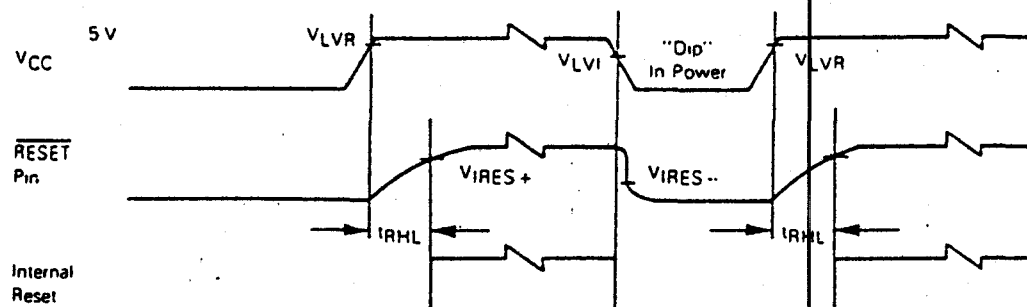 5 V
VCC
VLVR
VLVI
"Dip"
In Power
VLVR
RESET
Pin
VIRES+
VIRES-
tRHL
tRHL
Internal
Reset